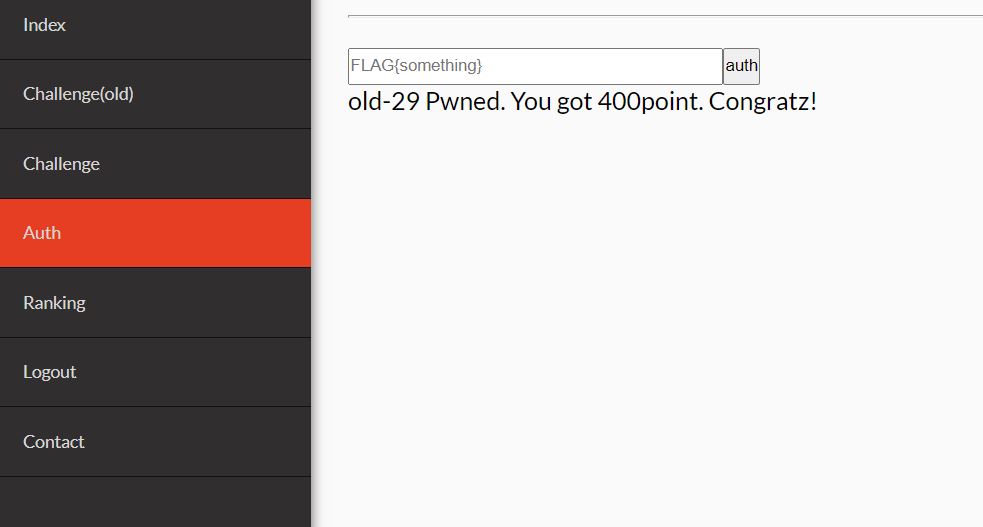 Index
Challenge(old)
Challenge
Auth
Ranking
Logout
Contact
FLAG{something}
auth
old-29 Pwned. You got 400point. Congratz!